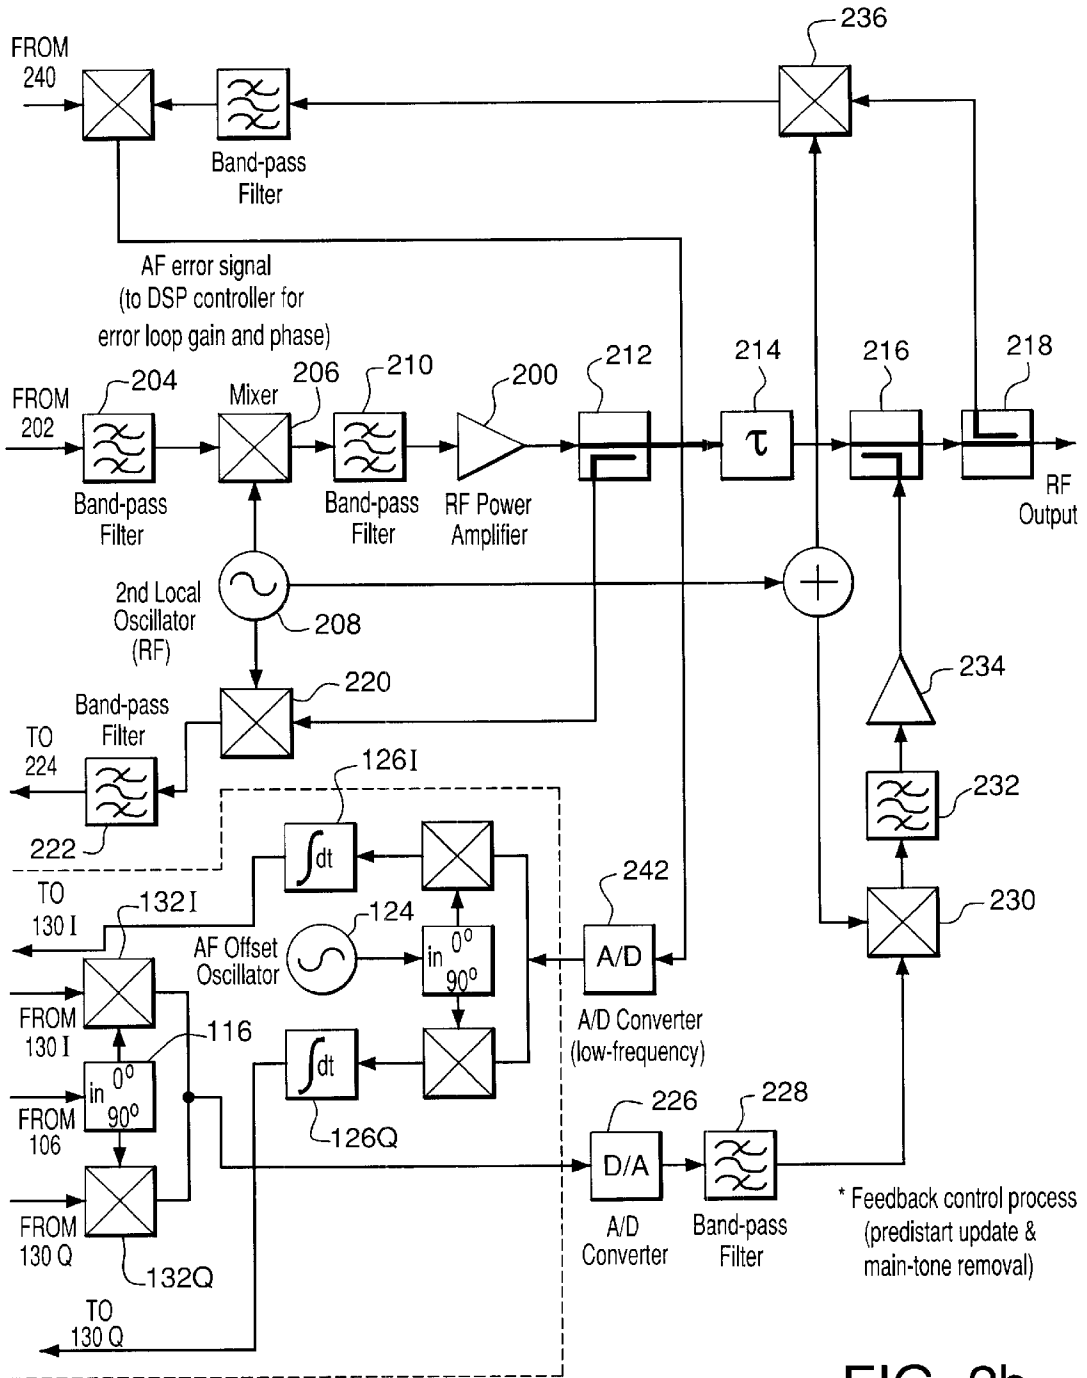 236
FROM
240
Band-pass
Filter
AF error signal
(to DSP controller for
error loop gain and phase)
FROM
202
204
Band-pass
Filter
Mixer
206
210
Band-pass
Filter
200
RF Power
Amplifier
212
214
τ
216
218
RF
Output
2nd Local
Oscillator
(RF)
208
220
Band-pass
Filter
TO
224
222
234
232
230
126I
∫dt
TO
130 I
132I
AF Offset
Oscillator
124
in 0°
90°
242
A/D
A/D Converter
(low-frequency)
FROM
130 I
116
in 0°
90°
FROM
106
∫dt
126Q
226
D/A
A/D
Converter
228
Band-pass
Filter
FROM
130 Q
132Q
TO
130 Q
* Feedback control process
(predistart update &
main-tone removal)